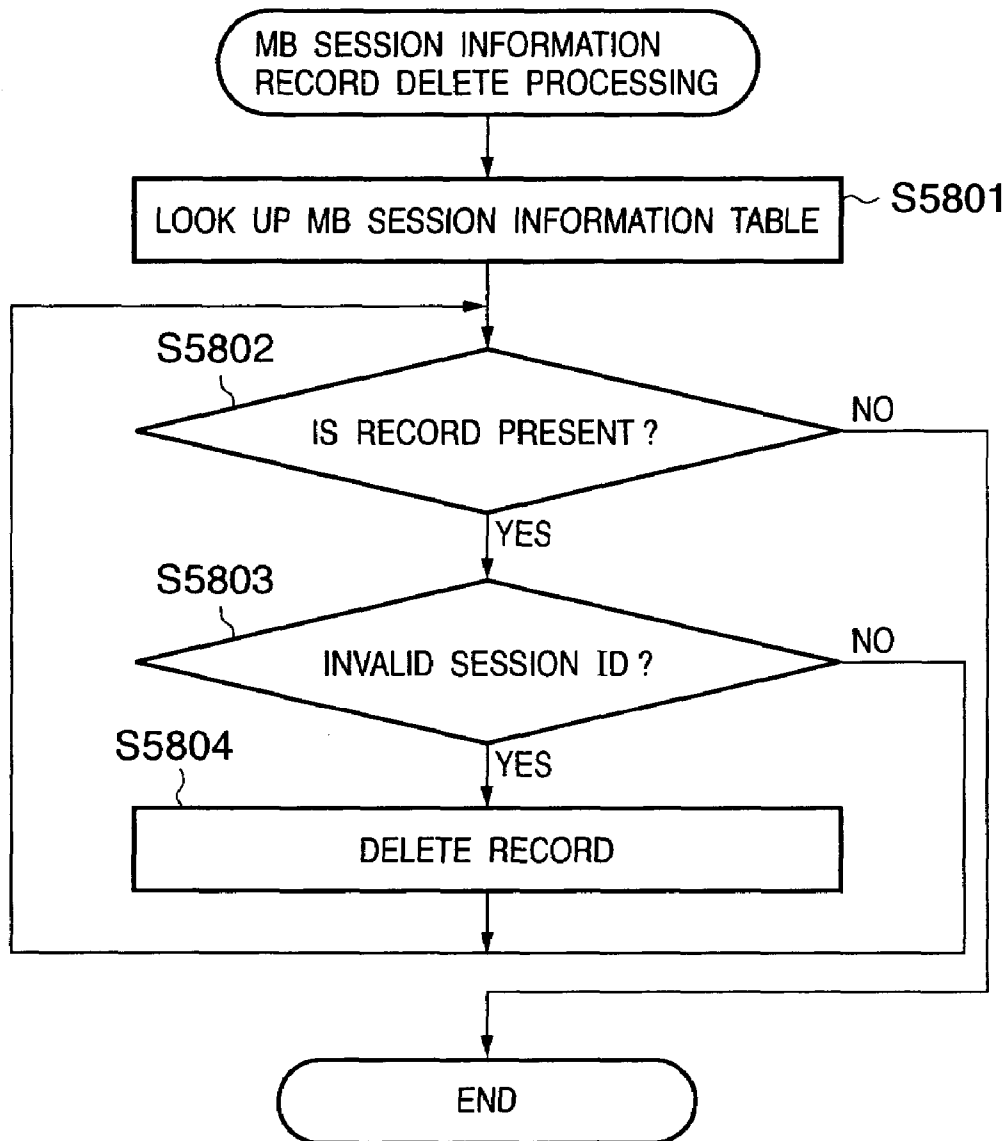 MB SESSION INFORMATION
RECORD DELETE PROCESSING
LOOK UP MB SESSION INFORMATION TABLE
S5801
S5802
IS RECORD PRESENT ?
NO
YES
S5803
INVALID SESSION ID ?
NO
YES
S5804
DELETE RECORD
END